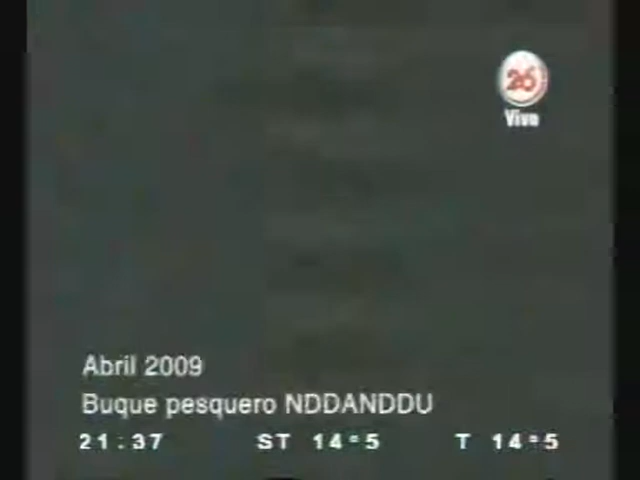 26
Vivo
Abril 2009
Buque pesquero NDDANDDU
21:37 ST 14°5 T 14°5